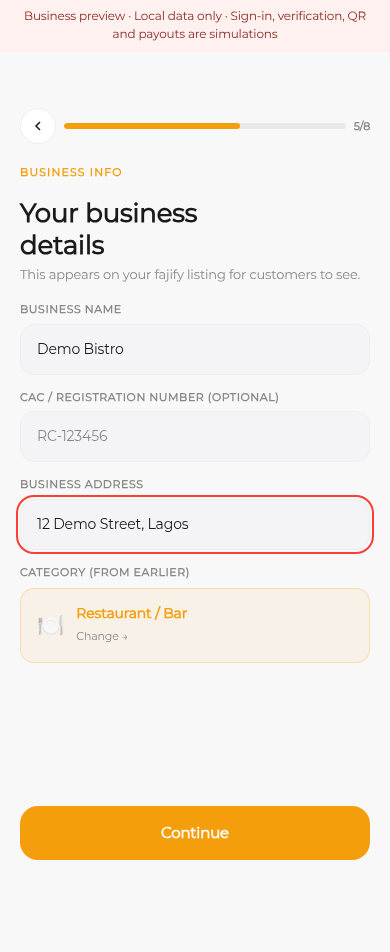 Business preview · Local data only · Sign-in, verification, QR
and payouts are simulations
5/8
BUSINESS INFO
Your business
details
This appears on your fajify listing for customers to see.
BUSINESS NAME
Demo Bistro
CAC / REGISTRATION NUMBER (OPTIONAL)
RC-123456
BUSINESS ADDRESS
12 Demo Street, Lagos
CATEGORY (FROM EARLIER)
Restaurant / Bar
Change →
Continue